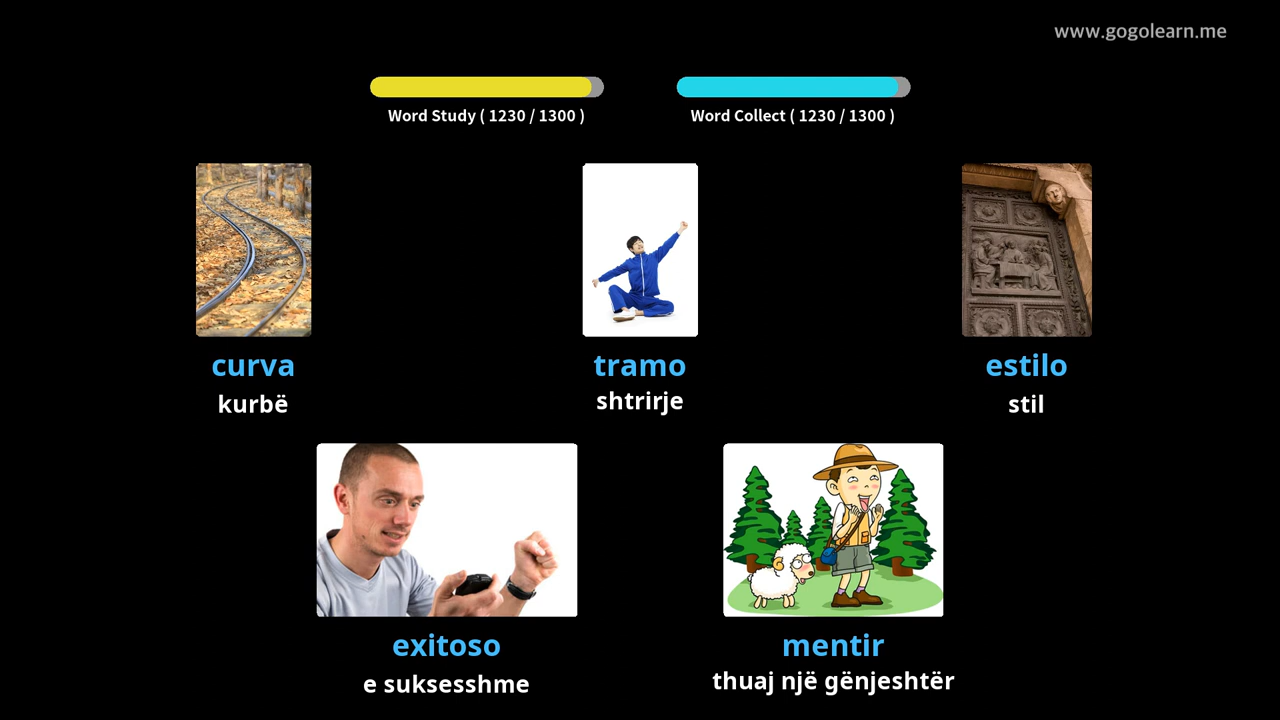 www.gogolearn.me
Word Study ( 1230 / 1300 )
Word Collect ( 1230 / 1300 )
curva
kurbë
tramo
shtrirje
estilo
stil
exitoso
e suksesshme
mentir
thuaj një gënjeshtër